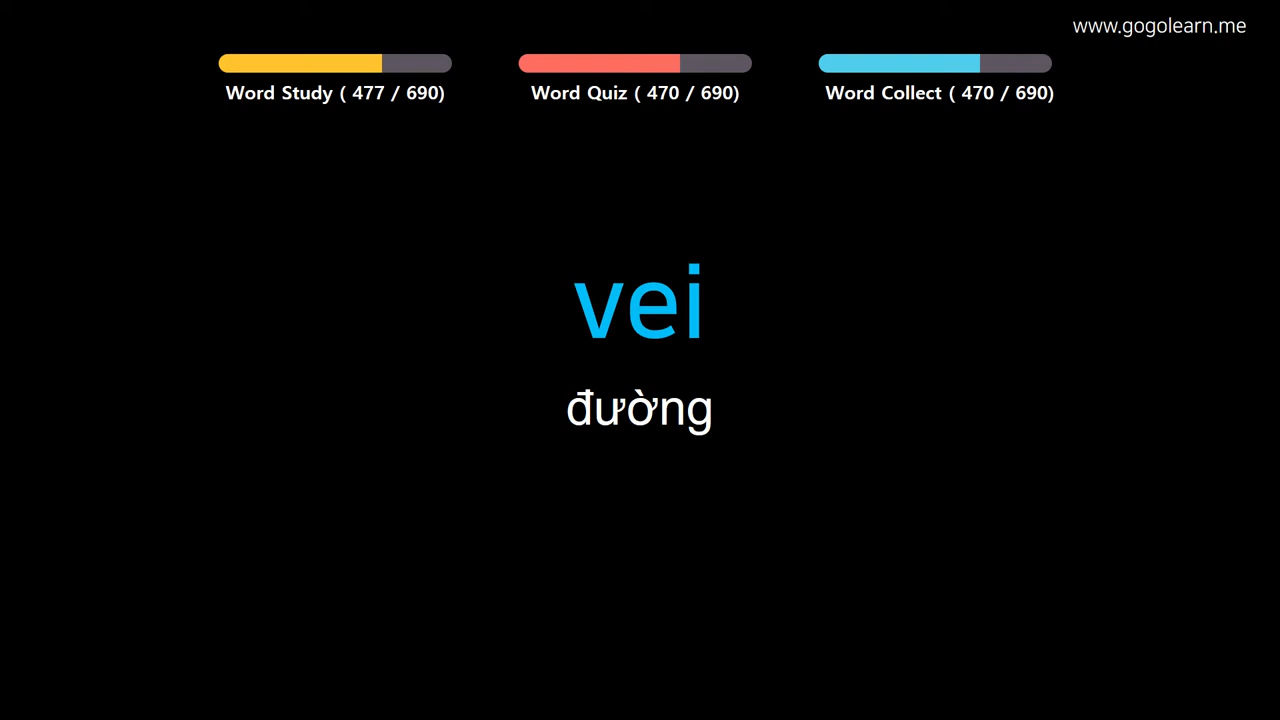 www.gogolearn.me
Word Study ( 477 / 690)
Word Quiz ( 470 / 690)
Word Collect ( 470 / 690)
vei
đường